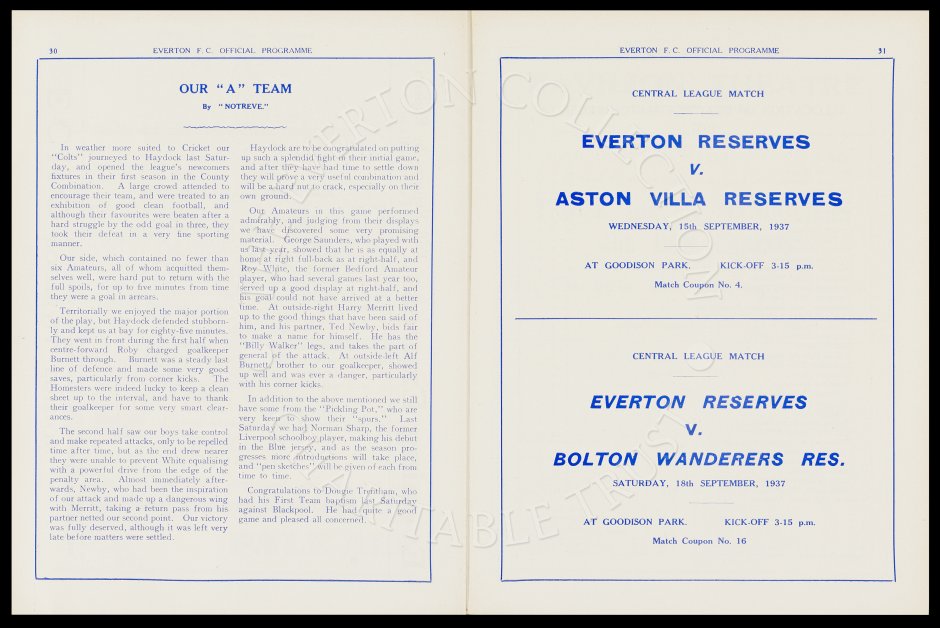 30
EVERTON F. C. OFFICIAL PROGRAMME
OUR "A" TEAM
By "NOTREVE."
In weather more suited to Cricket our
"Colts" journeyed to Haydock last Satur-
day, and opened the league's newcomers
fixtures in their first season in the County
Combination. A large crowd attended to
encourage their team, and were treated to an
exhibition of good clean football, and
although their favourites were beaten after a
hard struggle by the odd goal in three, they
took their defeat in a very fine sporting
manner.
Our side, which contained no fewer than
six Amateurs, all of whom acquitted them-
selves well, were hard put to return with the
full spoils, for up to five minutes from time
they were a goal in arrears.
Territorially we enjoyed the major portion
of the play, but Haydock defended stubborn-
ly and kept us at bay for eighty-five minutes.
They went in front during the first half when
centre-forward Roby charged goalkeeper
Burnett through. Burnett was a steady last
line of defence and made some very good
saves, particularly from corner kicks. The
Homesters were indeed lucky to keep a clean
sheet up to the interval, and have to thank
their goalkeeper for some very smart clear-
ances.
The second half saw our boys take control
and make repeated attacks, only to be repelled
time after time, but as the end drew nearer
they were unable to prevent White equalising
with a powerful drive from the edge of the
penalty area. Almost immediately after-
wards, Newby, who had been the inspiration
of our attack and made up a dangerous wing
with Merritt, taking a return pass from his
partner netted our second point. Our victory
was fully deserved, although it was left very
late before matters were settled.
Haydock are to be congratulated on putting
up such a splendid fight in their initial game,
and after they have had time to settle down
they will prove a very useful combination and
will be a hard nut to crack, especially on their
own ground.
Our Amateurs in this game performed
admirably, and judging from their displays
we have discovered some very promising
material. George Saunders, who played with
us last year, showed that he is as equally at
home at right full-back as at right-half, and
Roy White, the former Bedford Amateur
player, who had several games last year too,
served up a good display at right-half, and
his goal could not have arrived at a better
time. At outside-right Harry Merritt lived
up to the good things that have been said of
him, and his partner, Ted Newby, bids fair
to make a name for himself. He has the
"Billy Walker" legs, and takes the part of
general of the attack. At outside-left Alf
Burnett, brother to our goalkeeper, showed
up well and was ever a danger, particularly
with his corner kicks.
In addition to the above mentioned we still
have some from the "Pickling Pot," who are
very keen to show their "spurs." Last
Saturday we had Norman Sharp, the former
Liverpool schoolboy player, making his debut
in the Blue jersey, and as the season pro-
gresses more introductions will take place,
and "pen sketches" will be given of each from
time to time.
Congratulations to Dougie Trentham, who
had his First Team baptism last Saturday
against Blackpool. He had quite a good
game and pleased all concerned.
EVERTON F. C. OFFICIAL PROGRAMME
31
CENTRAL LEAGUE MATCH
EVERTON RESERVES
V.
ASTON VILLA RESERVES
WEDNESDAY, 15th SEPTEMBER, 1937
AT GOODISON PARK. KICK-OFF 3-15 p.m.
Match Coupon No. 4.
CENTRAL LEAGUE MATCH
EVERTON RESERVES
V.
BOLTON WANDERERS RES.
SATURDAY, 18th SEPTEMBER, 1937
AT GOODISON PARK. KICK-OFF 3-15 p.m.
Match Coupon No. 16
EVERTON COLLECTION
CHARITABLE TRUST